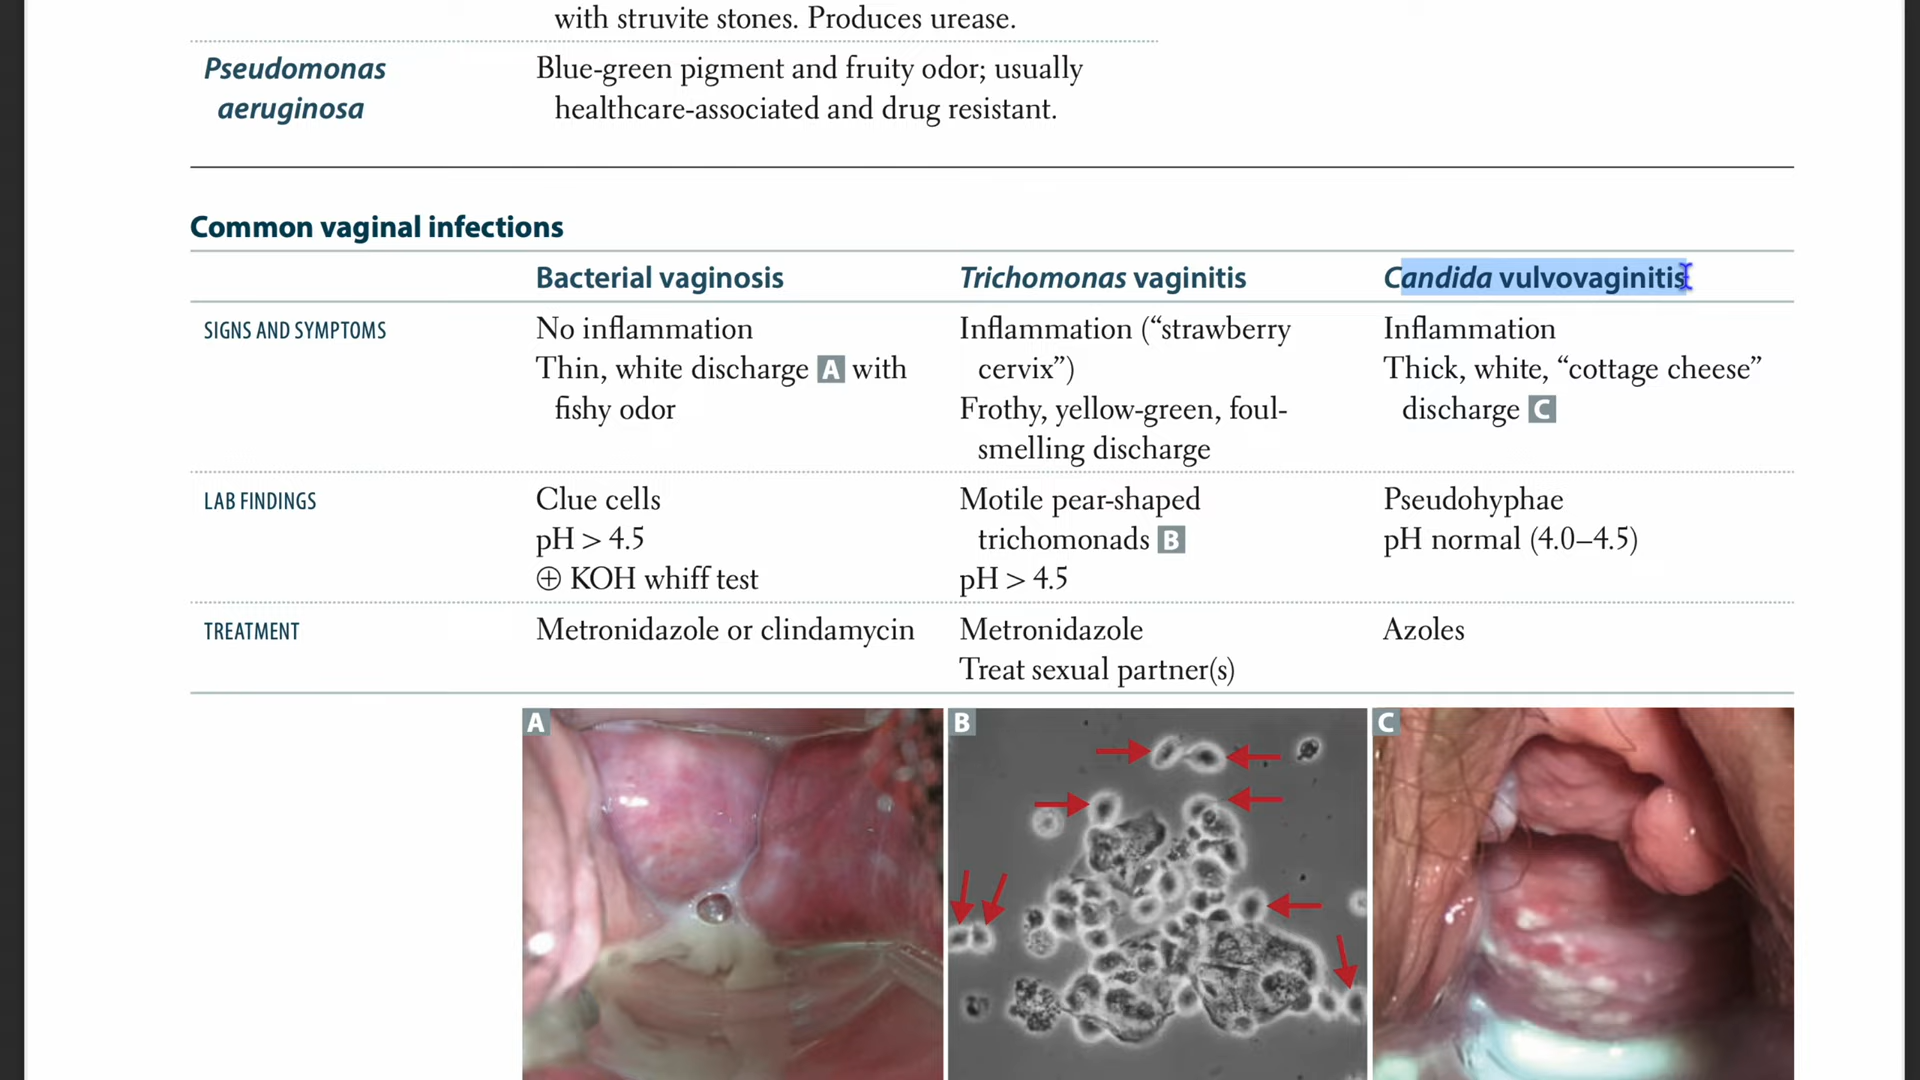 with struvite stones. Produces urease.
Pseudomonas
aeruginosa
Blue-green pigment and fruity odor; usually
healthcare-associated and drug resistant.
Common vaginal infections
Bacterial vaginosis
Trichomonas vaginitis
Candida vulvovaginitis
SIGNS AND SYMPTOMS
No inflammation
Thin, white discharge A with
fishy odor
Inflammation (“strawberry
cervix”)
Frothy, yellow-green, foul-
smelling discharge
Inflammation
Thick, white, “cottage cheese”
discharge C
LAB FINDINGS
Clue cells
pH > 4.5
⊕ KOH whiff test
Motile pear-shaped
trichomonads B
pH > 4.5
Pseudohyphae
pH normal (4.0–4.5)
TREATMENT
Metronidazole or clindamycin
Metronidazole
Treat sexual partner(s)
Azoles
A
B
C